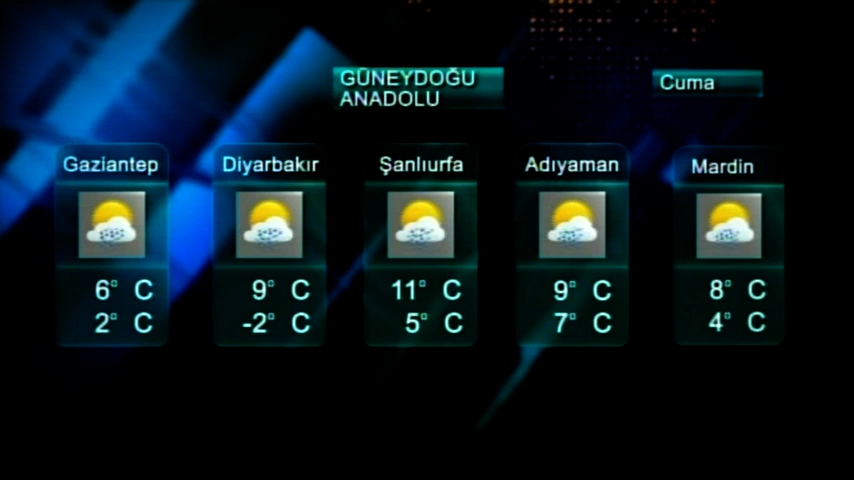 GÜNEYDOĞU
ANADOLU
Cuma
Gaziantep
Diyarbakır
Şanlıurfa
Adıyaman
Mardin
6° C
9° C
11° C
9° C
8° C
2° C
-2° C
5° C
7° C
4° C